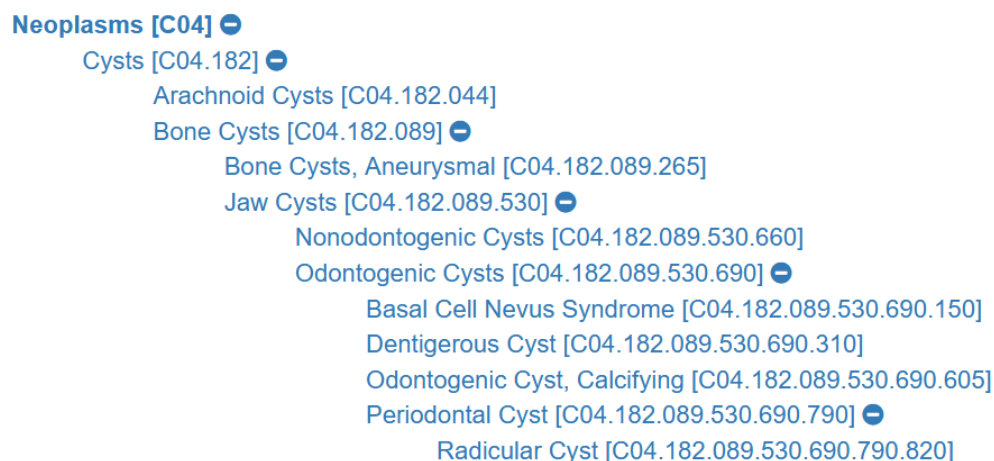 Neoplasms [C04]
Cysts [C04.182]
Arachnoid Cysts [C04.182.044]
Bone Cysts [C04.182.089]
Bone Cysts, Aneurysmal [C04.182.089.265]
Jaw Cysts [C04.182.089.530]
Nonodontogenic Cysts [C04.182.089.530.660]
Odontogenic Cysts [C04.182.089.530.690]
Basal Cell Nevus Syndrome [C04.182.089.530.690.150]
Dentigerous Cyst [C04.182.089.530.690.310]
Odontogenic Cyst, Calcifying [C04.182.089.530.690.605]
Periodontal Cyst [C04.182.089.530.690.790]
Radicular Cyst [C04.182.089.530.690.790.820]